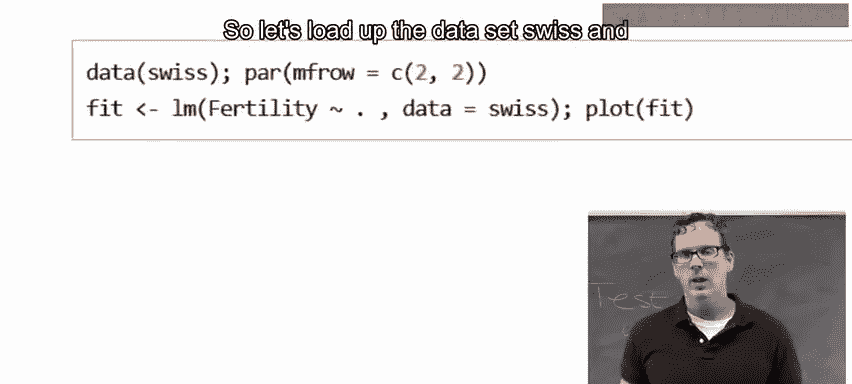 So let's load up the data set swiss and
data(swiss); par(mfrow = c(2, 2))
fit <- lm(Fertility ~ . , data = swiss); plot(fit)
Test